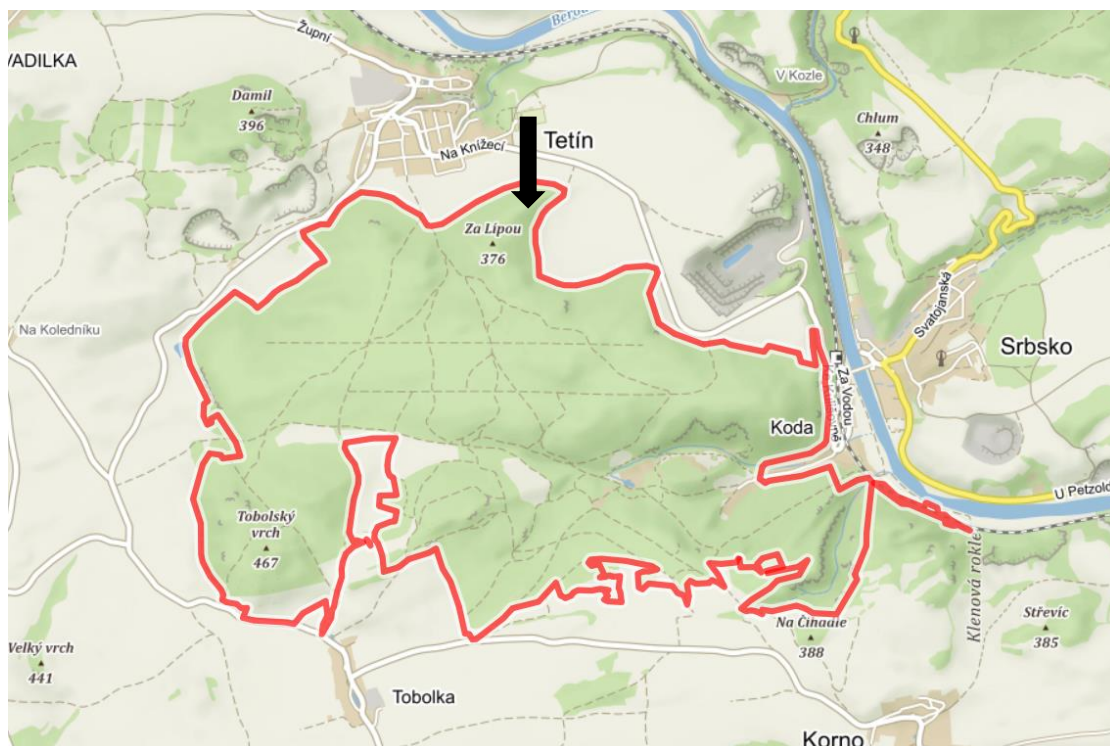 Župní
Berou
VADILKA
V Kozle
Damil
396
Chlum
348
Na Knížecí
Tetín
Za Lípou
376
Na Koledníku
Svatojanská
Srbsko
Za Vodou
Koda
U Petzold
Tobolský
vrch
467
Klenová rokle
Na Čihadle
388
Střevíc
385
Velký vrch
441
Tobolka
Korno